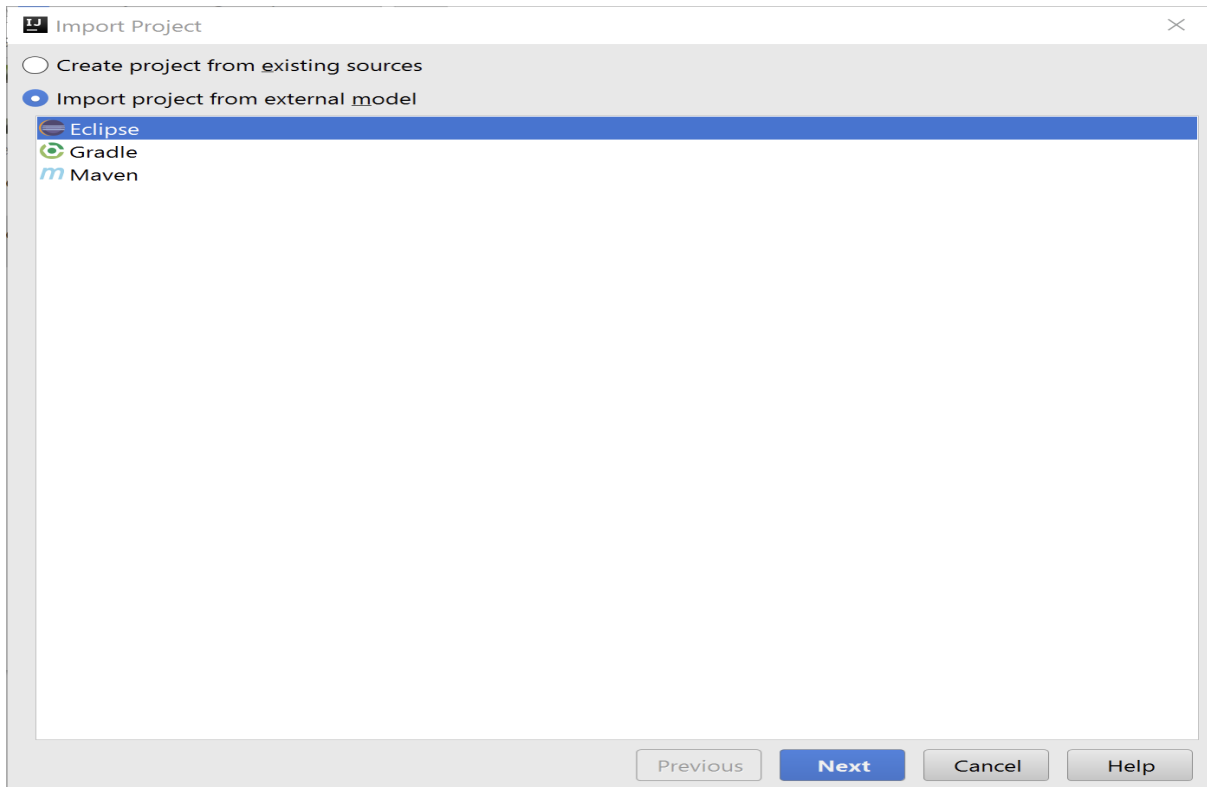 IJ Import Project
Create project from existing sources
Import project from external model
Eclipse
Gradle
m Maven
Previous Next Cancel Help